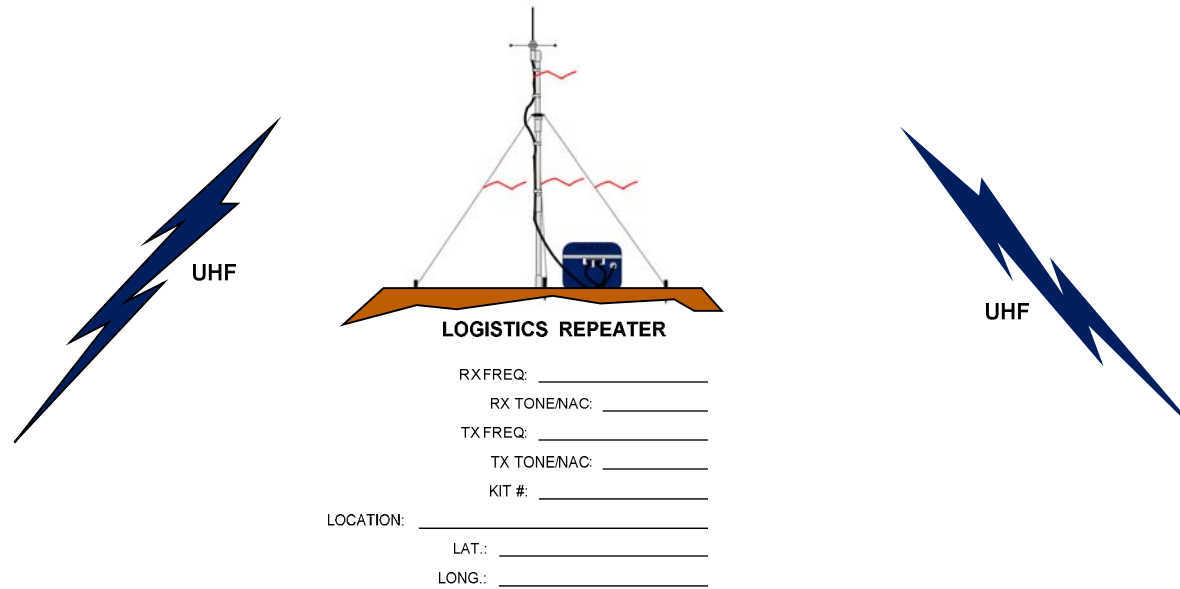 UHF
UHF
LOGISTICS REPEATER
RX FREQ:
RX TONE/NAC:
TX FREQ:
TX TONE/NAC:
KIT #:
LOCATION:
LAT.:
LONG.: